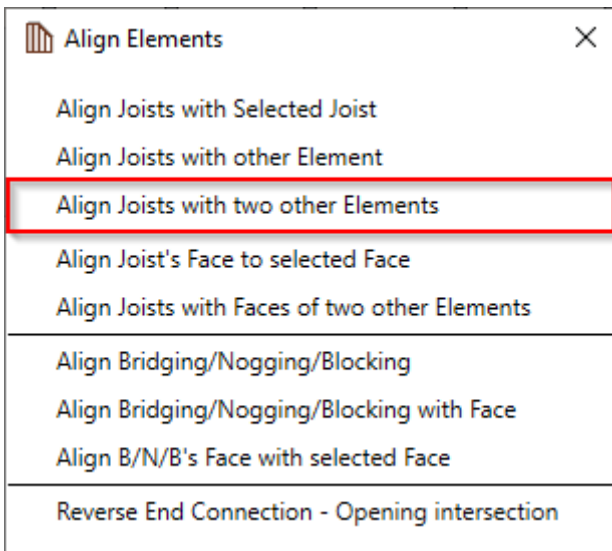 Align Elements
Align Joists with Selected Joist
Align Joists with other Element
Align Joists with two other Elements
Align Joist's Face to selected Face
Align Joists with Faces of two other Elements
Align Bridging/Nogging/Blocking
Align Bridging/Nogging/Blocking with Face
Align B/N/B's Face with selected Face
Reverse End Connection - Opening intersection